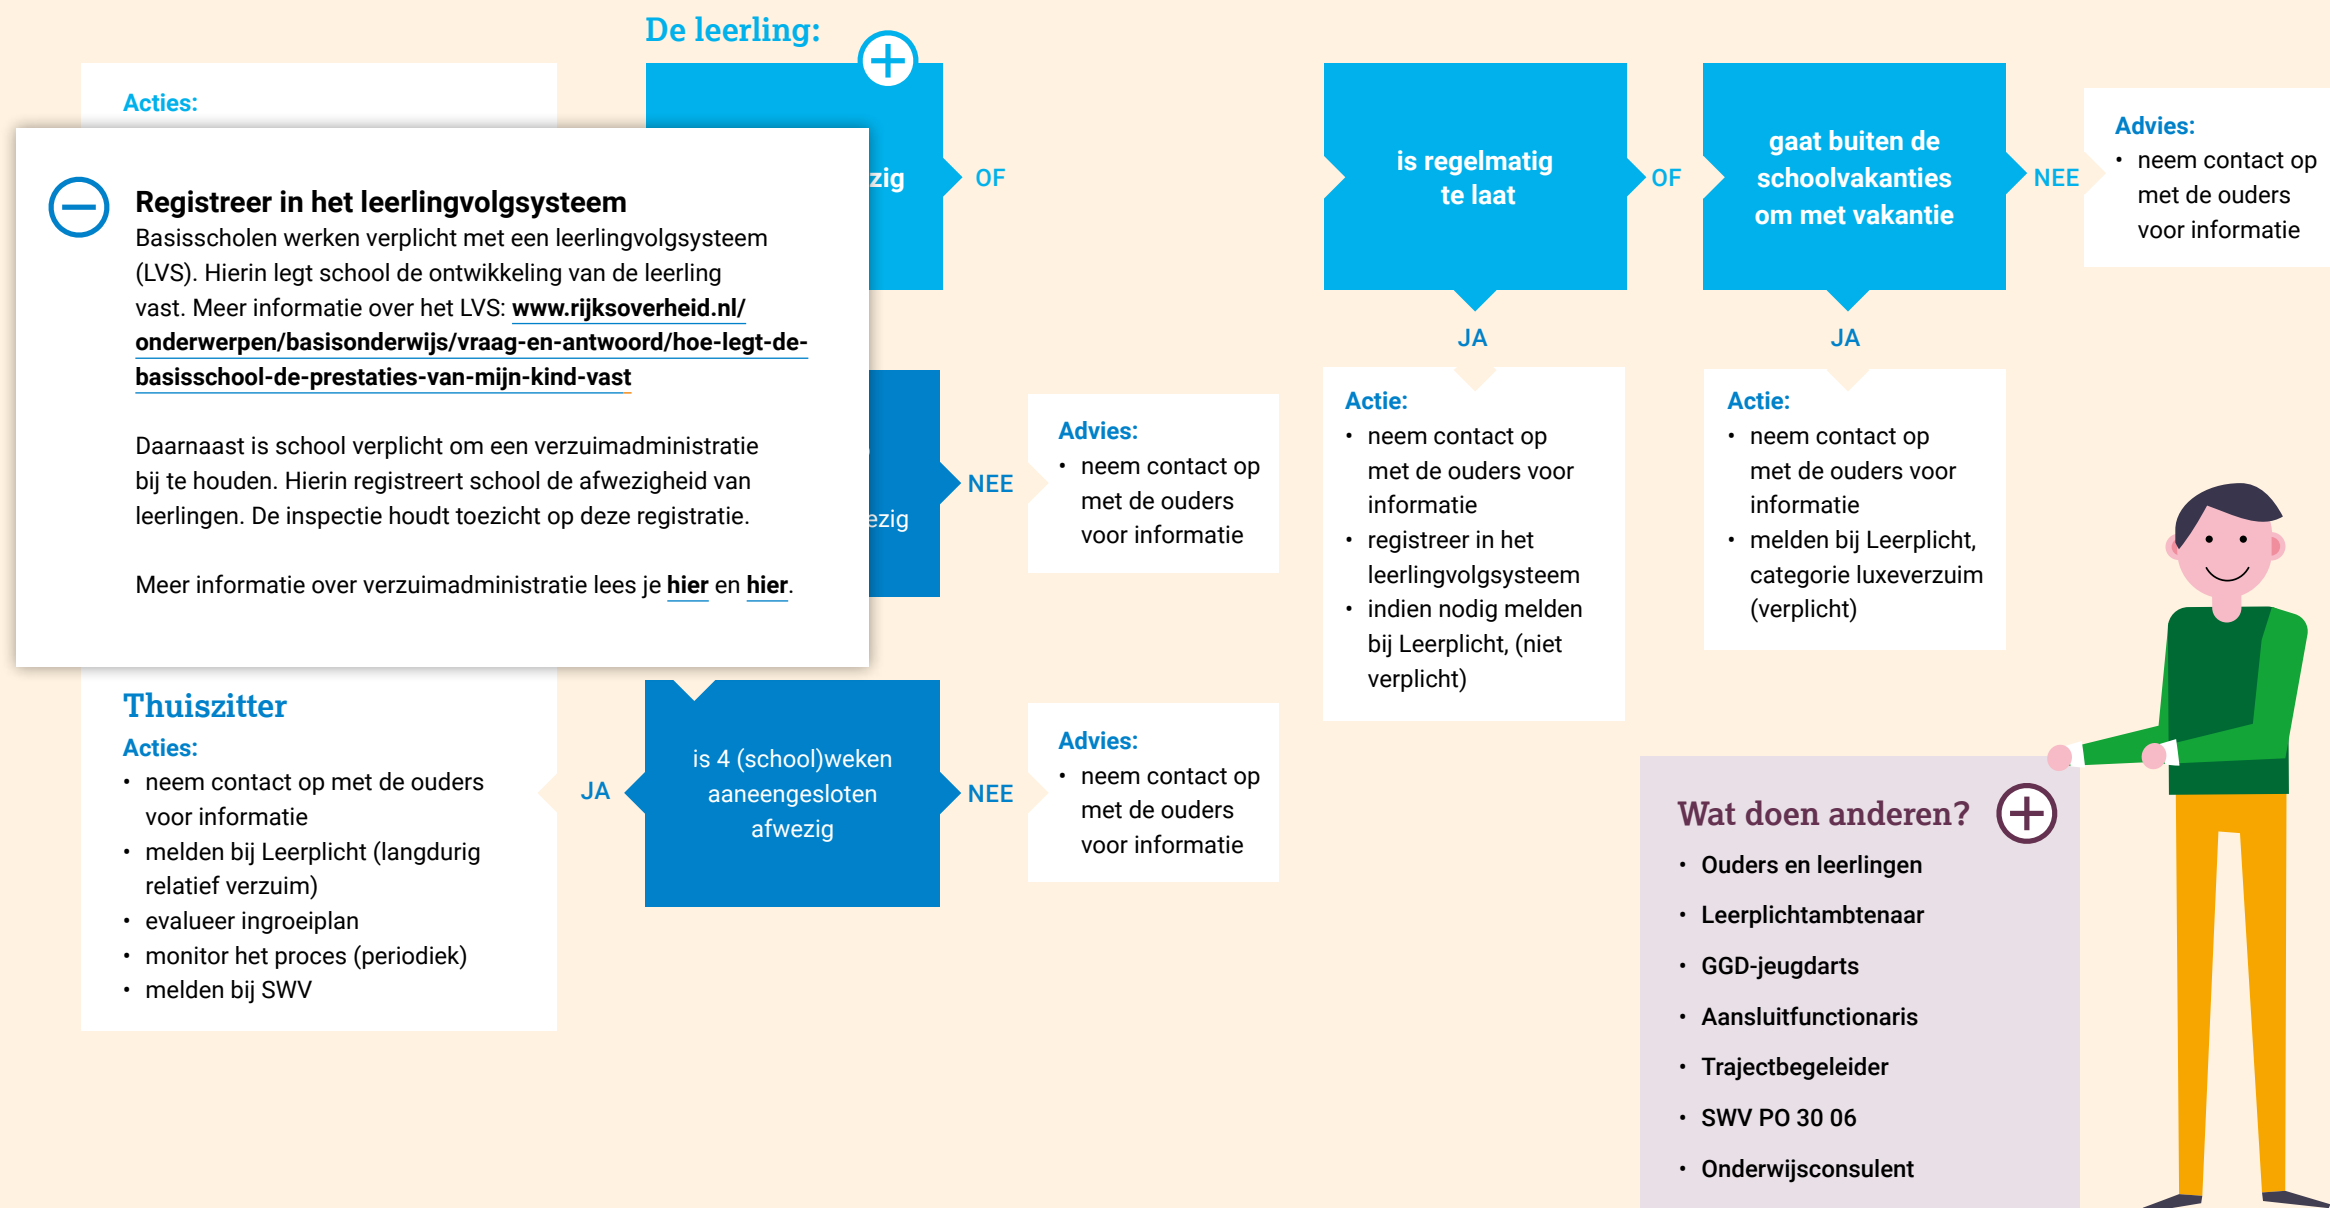 De leerling:
Acties:
Registreer in het leerlingvolgsysteem
Basisscholen werken verplicht met een leerlingvolgsysteem
(LVS). Hierin legt school de ontwikkeling van de leerling
vast. Meer informatie over het LVS: www.rijksoverheid.nl/
onderwerpen/basisonderwijs/vraag-en-antwoord/hoe-legt-de-
basisschool-de-prestaties-van-mijn-kind-vast
Daarnaast is school verplicht om een verzuimadministratie
bij te houden. Hierin registreert school de afwezigheid van
leerlingen. De inspectie houdt toezicht op deze registratie.
Meer informatie over verzuimadministratie lees je hier en hier.
zig
OF
is regelmatig
te laat
OF
gaat buiten de
schoolvakanties
om met vakantie
NEE
Advies:
• neem contact op
met de ouders
voor informatie
ezig
NEE
Advies:
• neem contact op
met de ouders
voor informatie
JA
Actie:
• neem contact op
met de ouders voor
informatie
• registreer in het
leerlingvolgsysteem
• indien nodig melden
bij Leerplicht, (niet
verplicht)
JA
Actie:
• neem contact op
met de ouders voor
informatie
• melden bij Leerplicht,
categorie luxeverzuim
(verplicht)
Thuiszitter
Acties:
• neem contact op met de ouders
voor informatie
• melden bij Leerplicht (langdurig
relatief verzuim)
• evalueer ingroeiplan
• monitor het proces (periodiek)
• melden bij SWV
JA
is 4 (school)weken
aaneengesloten
afwezig
NEE
Advies:
• neem contact op
met de ouders
voor informatie
Wat doen anderen?
• Ouders en leerlingen
• Leerplichtambtenaar
• GGD-jeugdarts
• Aansluitfunctionaris
• Trajectbegeleider
• SWV PO 30 06
• Onderwijsconsulent